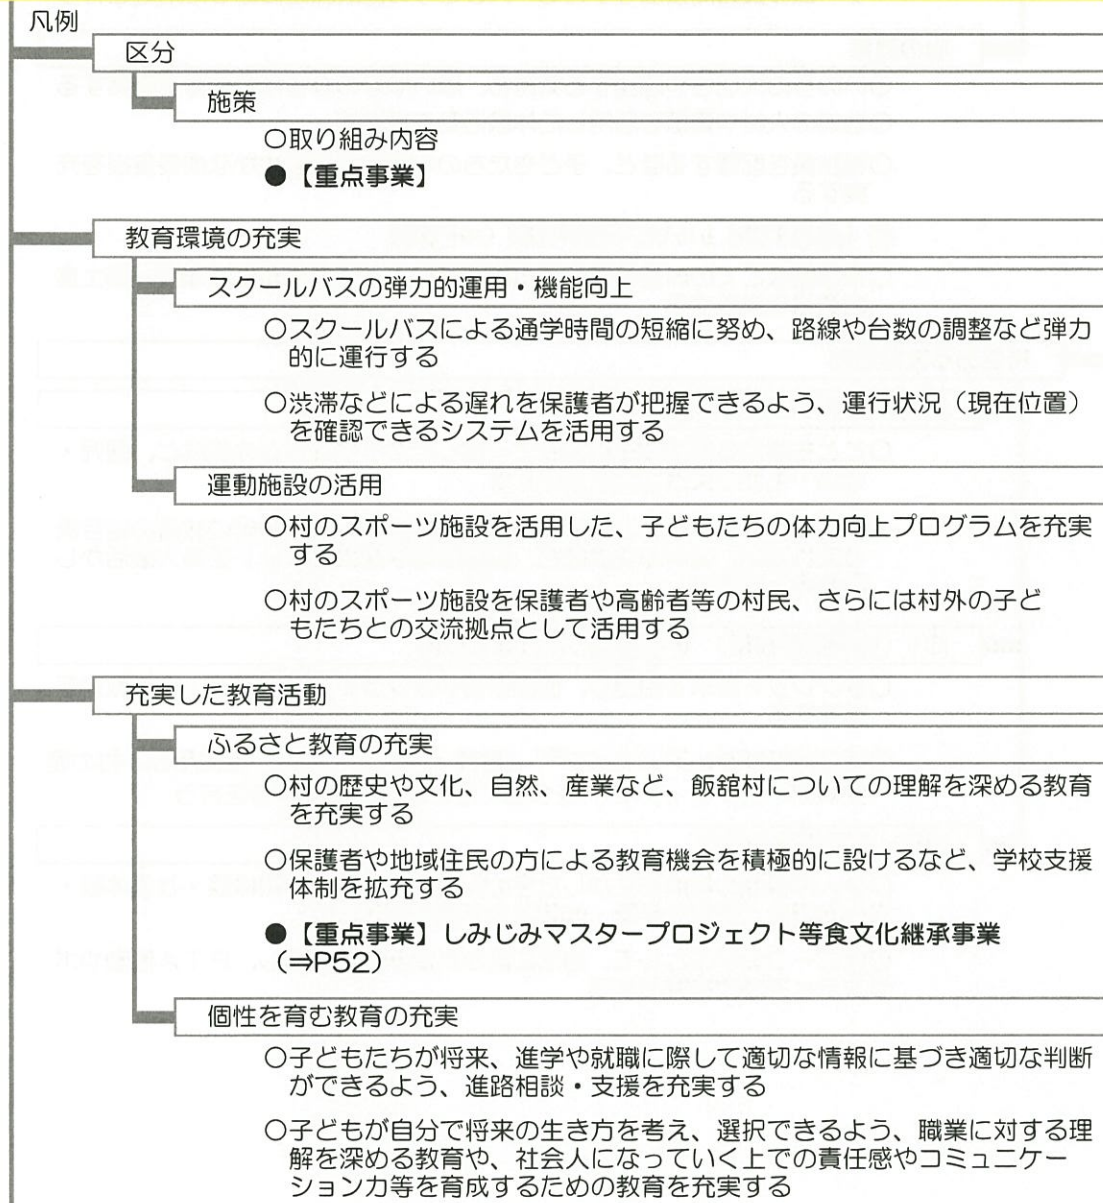 凡例
区分
施策
〇取り組み内容
●【重点事業】
教育環境の充実
スクールバスの弾力的運用・機能向上
〇スクールバスによる通学時間の短縮に努め、路線や台数の調整など弾力
的に運行する
〇渋滞などによる遅れを保護者が把握できるよう、運行状況（現在位置）
を確認できるシステムを活用する
運動施設の活用
〇村のスポーツ施設を活用した、子どもたちの体力向上プログラムを充実
する
〇村のスポーツ施設を保護者や高齢者等の村民、さらには村外の子ど
もたちとの交流拠点として活用する
充実した教育活動
ふるさと教育の充実
〇村の歴史や文化、自然、産業など、飯舘村についての理解を深める教育
を充実する
〇保護者や地域住民の方による教育機会を積極的に設けるなど、学校支援
体制を拡充する
●【重点事業】しみじみマスタープロジェクト等食文化継承事業
（⇒P52）
個性を育む教育の充実
〇子どもたちが将来、進学や就職に際して適切な情報に基づき適切な判断
ができるよう、進路相談・支援を充実する
〇子どもが自分で将来の生き方を考え、選択できるよう、職業に対する理
解を深める教育や、社会人になっていく上での責任感やコミュニケー
ション力等を育成するための教育を充実する